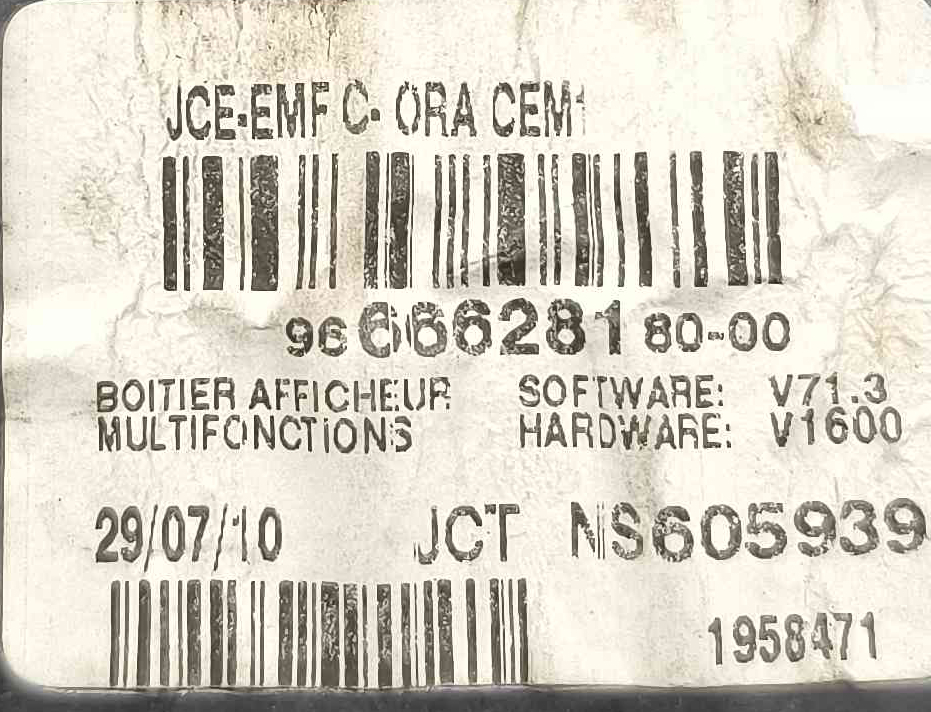 JCE-EMF C- ORA CEM1
96 666281 80-00
BOITIER AFFICHEUR SOFTWARE: V71.3
MULTIFONCTIONS HARDWARE: V1600
29/07/10 JCT NS605939
1958471